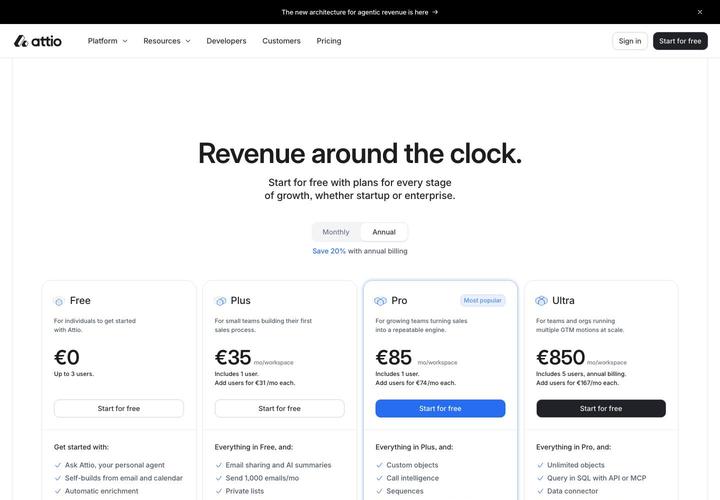 The new architecture for agentic revenue is here →
attio
Platform
Resources
Developers
Customers
Pricing
Sign in
Start for free
Revenue around the clock.
Start for free with plans for every stage
of growth, whether startup or enterprise.
Monthly
Annual
Save 20% with annual billing
Free
For individuals to get started
with Attio.
€0
Up to 3 users.
Start for free
Get started with:
Ask Attio, your personal agent
Self-builds from email and calendar
Automatic enrichment
Plus
For small teams building their first
sales process.
€35 mo/workspace
Includes 1 user.
Add users for €31/mo each.
Start for free
Everything in Free, and:
Email sharing and AI summaries
Send 1,000 emails/mo
Private lists
Pro
Most popular
For growing teams turning sales
into a repeatable engine.
€85 mo/workspace
Includes 1 user.
Add users for €74/mo each.
Start for free
Everything in Plus, and:
Custom objects
Call intelligence
Sequences
Ultra
For teams and orgs running
multiple GTM motions at scale.
€850 mo/workspace
Includes 5 users, annual billing.
Add users for €167/mo each.
Start for free
Everything in Pro, and:
Unlimited objects
Query in SQL with API or MCP
Data connector